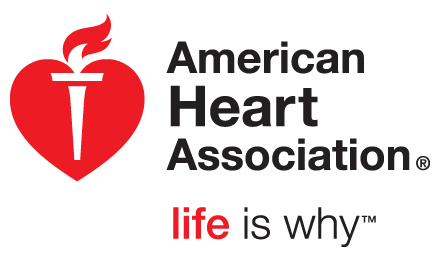 American
Heart
Association®
life is why™